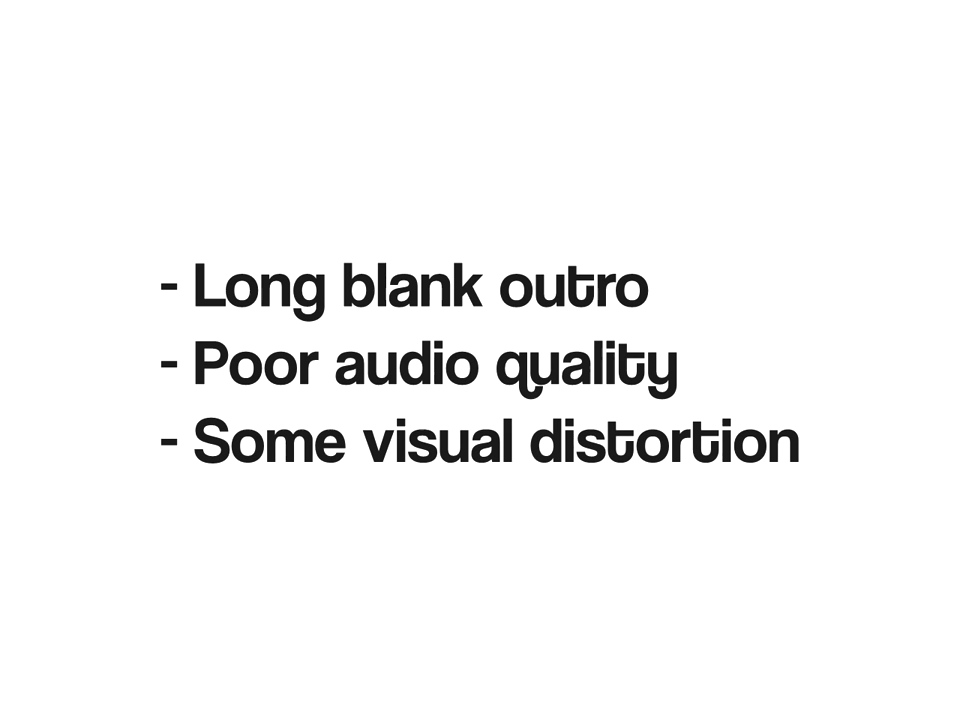 - Long blank outro
- Poor audio quality
- Some visual distortion